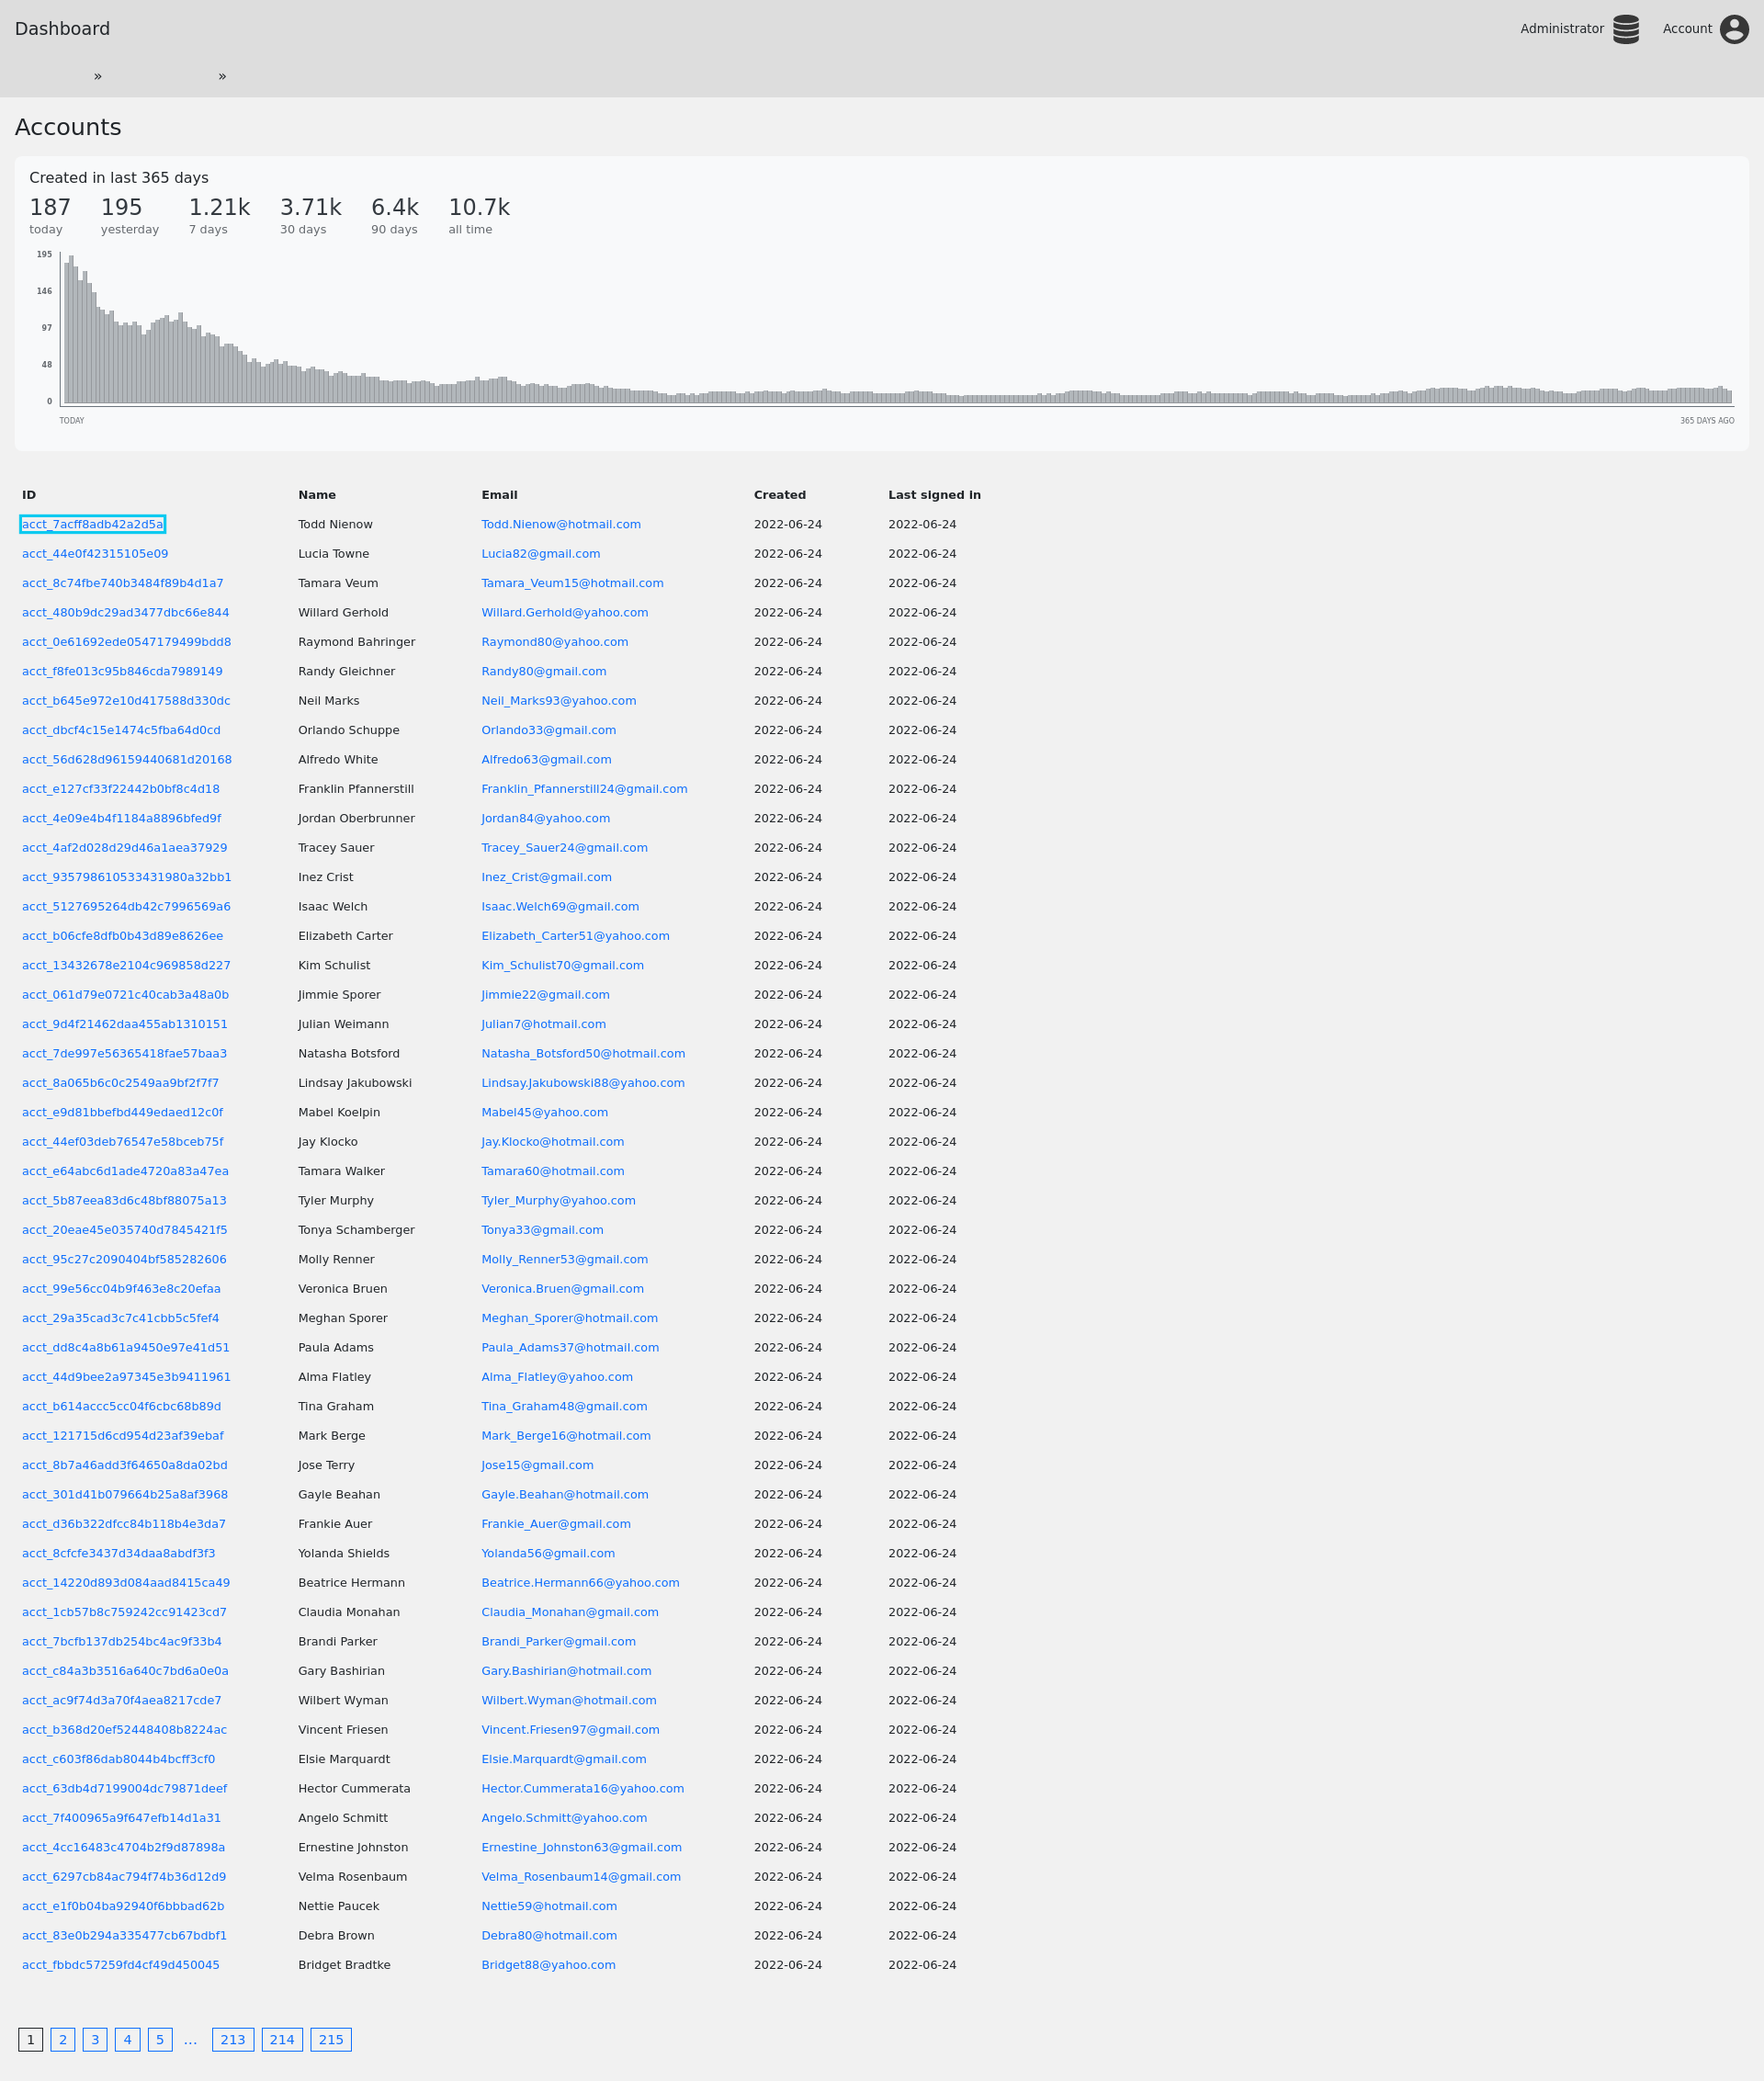 Dashboard
Administrator
Account
»
»
Accounts
Created in last 365 days
187 195 1.21k 3.71k 6.4k 10.7k
today yesterday 7 days 30 days 90 days all time
195
146
97
48
0
TODAY 365 DAYS AGO
ID Name Email Created Last signed in
acct_7acff8adb42a2d5a Todd Nienow Todd.Nienow@hotmail.com 2022-06-24 2022-06-24
acct_44e0f42315105e09 Lucia Towne Lucia82@gmail.com 2022-06-24 2022-06-24
acct_8c74fbe740b3484f89b4d1a7 Tamara Veum Tamara_Veum15@hotmail.com 2022-06-24 2022-06-24
acct_480b9dc29ad3477dbc66e844 Willard Gerhold Willard.Gerhold@yahoo.com 2022-06-24 2022-06-24
acct_0e61692ede0547179499bdd8 Raymond Bahringer Raymond80@yahoo.com 2022-06-24 2022-06-24
acct_f8fe013c95b846cda7989149 Randy Gleichner Randy80@gmail.com 2022-06-24 2022-06-24
acct_b645e972e10d417588d330dc Neil Marks Neil_Marks93@yahoo.com 2022-06-24 2022-06-24
acct_dbcf4c15e1474c5fba64d0cd Orlando Schuppe Orlando33@gmail.com 2022-06-24 2022-06-24
acct_56d628d96159440681d20168 Alfredo White Alfredo63@gmail.com 2022-06-24 2022-06-24
acct_e127cf33f22442b0bf8c4d18 Franklin Pfannerstill Franklin_Pfannerstill24@gmail.com 2022-06-24 2022-06-24
acct_4e09e4b4f1184a8896bfed9f Jordan Oberbrunner Jordan84@yahoo.com 2022-06-24 2022-06-24
acct_4af2d028d29d46a1aea37929 Tracey Sauer Tracey_Sauer24@gmail.com 2022-06-24 2022-06-24
acct_935798610533431980a32bb1 Inez Crist Inez_Crist@gmail.com 2022-06-24 2022-06-24
acct_5127695264db42c7996569a6 Isaac Welch Isaac.Welch69@gmail.com 2022-06-24 2022-06-24
acct_b06cfe8dfb0b43d89e8626ee Elizabeth Carter Elizabeth_Carter51@yahoo.com 2022-06-24 2022-06-24
acct_13432678e2104c969858d227 Kim Schulist Kim_Schulist70@gmail.com 2022-06-24 2022-06-24
acct_061d79e0721c40cab3a48a0b Jimmie Sporer Jimmie22@gmail.com 2022-06-24 2022-06-24
acct_9d4f21462daa455ab1310151 Julian Weimann Julian7@hotmail.com 2022-06-24 2022-06-24
acct_7de997e56365418fae57baa3 Natasha Botsford Natasha_Botsford50@hotmail.com 2022-06-24 2022-06-24
acct_8a065b6c0c2549aa9bf2f7f7 Lindsay Jakubowski Lindsay.Jakubowski88@yahoo.com 2022-06-24 2022-06-24
acct_e9d81bbefbd449edaed12c0f Mabel Koelpin Mabel45@yahoo.com 2022-06-24 2022-06-24
acct_44ef03deb76547e58bceb75f Jay Klocko Jay.Klocko@hotmail.com 2022-06-24 2022-06-24
acct_e64abc6d1ade4720a83a47ea Tamara Walker Tamara60@hotmail.com 2022-06-24 2022-06-24
acct_5b87eea83d6c48bf88075a13 Tyler Murphy Tyler_Murphy@yahoo.com 2022-06-24 2022-06-24
acct_20eae45e035740d7845421f5 Tonya Schamberger Tonya33@gmail.com 2022-06-24 2022-06-24
acct_95c27c2090404bf585282606 Molly Renner Molly_Renner53@gmail.com 2022-06-24 2022-06-24
acct_99e56cc04b9f463e8c20efaa Veronica Bruen Veronica.Bruen@gmail.com 2022-06-24 2022-06-24
acct_29a35cad3c7c41cbb5c5fef4 Meghan Sporer Meghan_Sporer@hotmail.com 2022-06-24 2022-06-24
acct_dd8c4a8b61a9450e97e41d51 Paula Adams Paula_Adams37@hotmail.com 2022-06-24 2022-06-24
acct_44d9bee2a97345e3b9411961 Alma Flatley Alma_Flatley@yahoo.com 2022-06-24 2022-06-24
acct_b614accc5cc04f6cbc68b89d Tina Graham Tina_Graham48@gmail.com 2022-06-24 2022-06-24
acct_121715d6cd954d23af39ebaf Mark Berge Mark_Berge16@hotmail.com 2022-06-24 2022-06-24
acct_8b7a46add3f64650a8da02bd Jose Terry Jose15@gmail.com 2022-06-24 2022-06-24
acct_301d41b079664b25a8af3968 Gayle Beahan Gayle.Beahan@hotmail.com 2022-06-24 2022-06-24
acct_d36b322dfcc84b118b4e3da7 Frankie Auer Frankie_Auer@gmail.com 2022-06-24 2022-06-24
acct_8cfcfe3437d34daa8abdf3f3 Yolanda Shields Yolanda56@gmail.com 2022-06-24 2022-06-24
acct_14220d893d084aad8415ca49 Beatrice Hermann Beatrice.Hermann66@yahoo.com 2022-06-24 2022-06-24
acct_1cb57b8c759242cc91423cd7 Claudia Monahan Claudia_Monahan@gmail.com 2022-06-24 2022-06-24
acct_7bcfb137db254bc4ac9f33b4 Brandi Parker Brandi_Parker@gmail.com 2022-06-24 2022-06-24
acct_c84a3b3516a640c7bd6a0e0a Gary Bashirian Gary.Bashirian@hotmail.com 2022-06-24 2022-06-24
acct_ac9f74d3a70f4aea8217cde7 Wilbert Wyman Wilbert.Wyman@hotmail.com 2022-06-24 2022-06-24
acct_b368d20ef52448408b8224ac Vincent Friesen Vincent.Friesen97@gmail.com 2022-06-24 2022-06-24
acct_c603f86dab8044b4bcff3cf0 Elsie Marquardt Elsie.Marquardt@gmail.com 2022-06-24 2022-06-24
acct_63db4d7199004dc79871deef Hector Cummerata Hector.Cummerata16@yahoo.com 2022-06-24 2022-06-24
acct_7f400965a9f647efb14d1a31 Angelo Schmitt Angelo.Schmitt@yahoo.com 2022-06-24 2022-06-24
acct_4cc16483c4704b2f9d87898a Ernestine Johnston Ernestine_Johnston63@gmail.com 2022-06-24 2022-06-24
acct_6297cb84ac794f74b36d12d9 Velma Rosenbaum Velma_Rosenbaum14@gmail.com 2022-06-24 2022-06-24
acct_e1f0b04ba92940f6bbbad62b Nettie Paucek Nettie59@hotmail.com 2022-06-24 2022-06-24
acct_83e0b294a335477cb67bdbf1 Debra Brown Debra80@hotmail.com 2022-06-24 2022-06-24
acct_fbbdc57259fd4cf49d450045 Bridget Bradtke Bridget88@yahoo.com 2022-06-24 2022-06-24
1 2 3 4 5 … 213 214 215